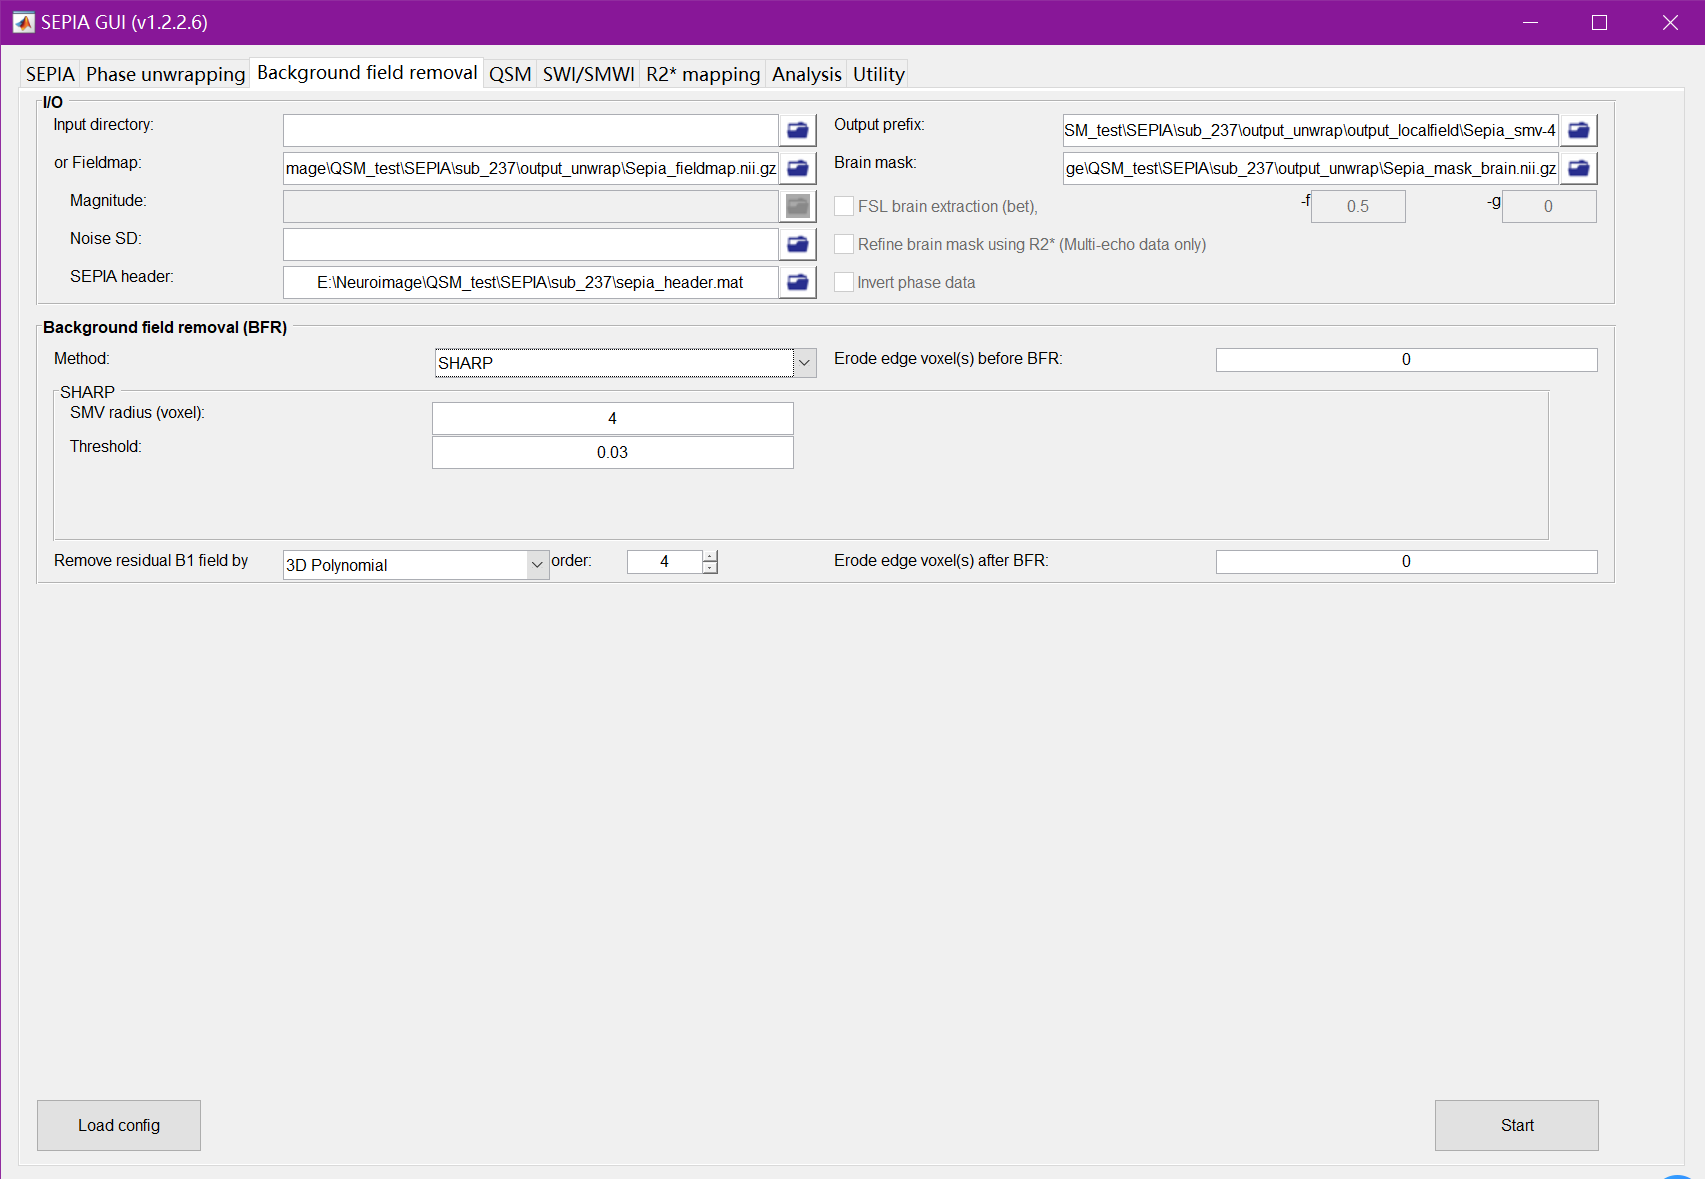 SEPIA GUI (v1.2.2.6)
SEPIA Phase unwrapping Background field removal QSM SWI/SMWI R2* mapping Analysis Utility
I/O
Input directory:
Output prefix: SM_test\SEPIA\sub_237\output_unwrap\output_localfield\Sepia_smv-4
or Fieldmap: mage\QSM_test\SEPIA\sub_237\output_unwrap\Sepia_fieldmap.nii.gz
Brain mask: ge\QSM_test\SEPIA\sub_237\output_unwrap\Sepia_mask_brain.nii.gz
Magnitude:
FSL brain extraction (bet), -f 0.5 -g 0
Noise SD:
Refine brain mask using R2* (Multi-echo data only)
SEPIA header: E:\Neuroimage\QSM_test\SEPIA\sub_237\sepia_header.mat
Invert phase data
Background field removal (BFR)
Method: SHARP
Erode edge voxel(s) before BFR: 0
SHARP
SMV radius (voxel): 4
Threshold: 0.03
Remove residual B1 field by 3D Polynomial order: 4
Erode edge voxel(s) after BFR: 0
Load config
Start